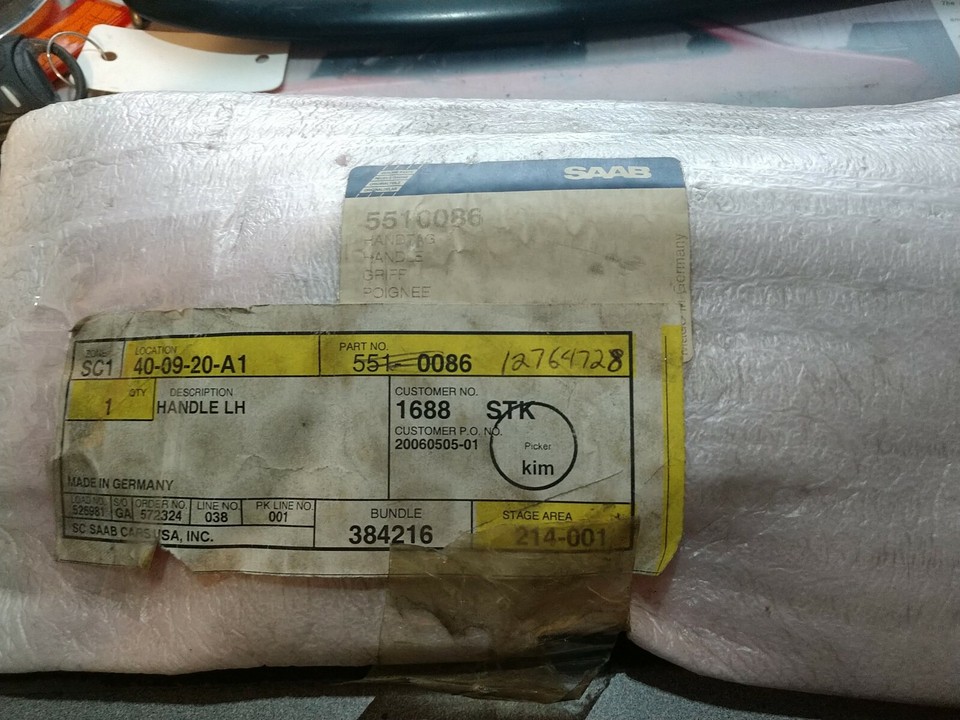 SAAB
5510086
HANDTAG
HANDLE
GRIFF
POIGNEE
Germany
SC1
LOCATION
40-09-20-A1
PART NO.
551 0086 12764728
QTY
1
DESCRIPTION
HANDLE LH
CUSTOMER NO.
1688 STK
CUSTOMER P.O. NO.
20060505-01
Picker
kim
MADE IN GERMANY
LOAD NO.
526981
S/O
GA
ORDER NO.
572324
LINE NO.
038
PK LINE NO.
001
SC SAAB CARS USA, INC.
BUNDLE
384216
STAGE AREA
214-001